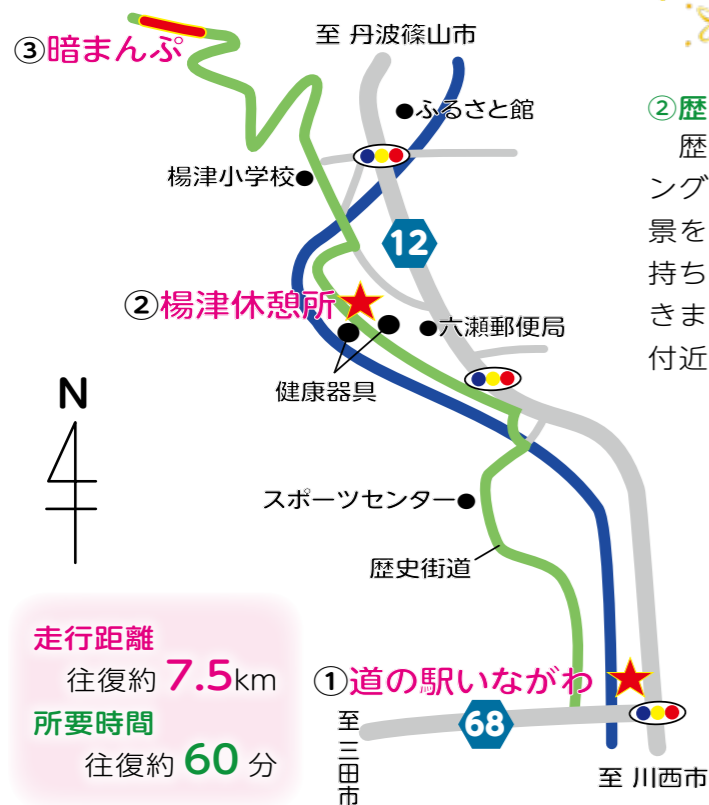 ③暗まんぷ
至 丹波篠山市
ふるさと館
楊津小学校
12
②楊津休憩所
六瀬郵便局
健康器具
N
スポーツセンター
歴史街道
走行距離
往復約 7.5km
所要時間
往復約 60 分
①道の駅いながわ
68
至 三田市
至 川西市
②歴
歴
ング
景を
持ち
きま
付近